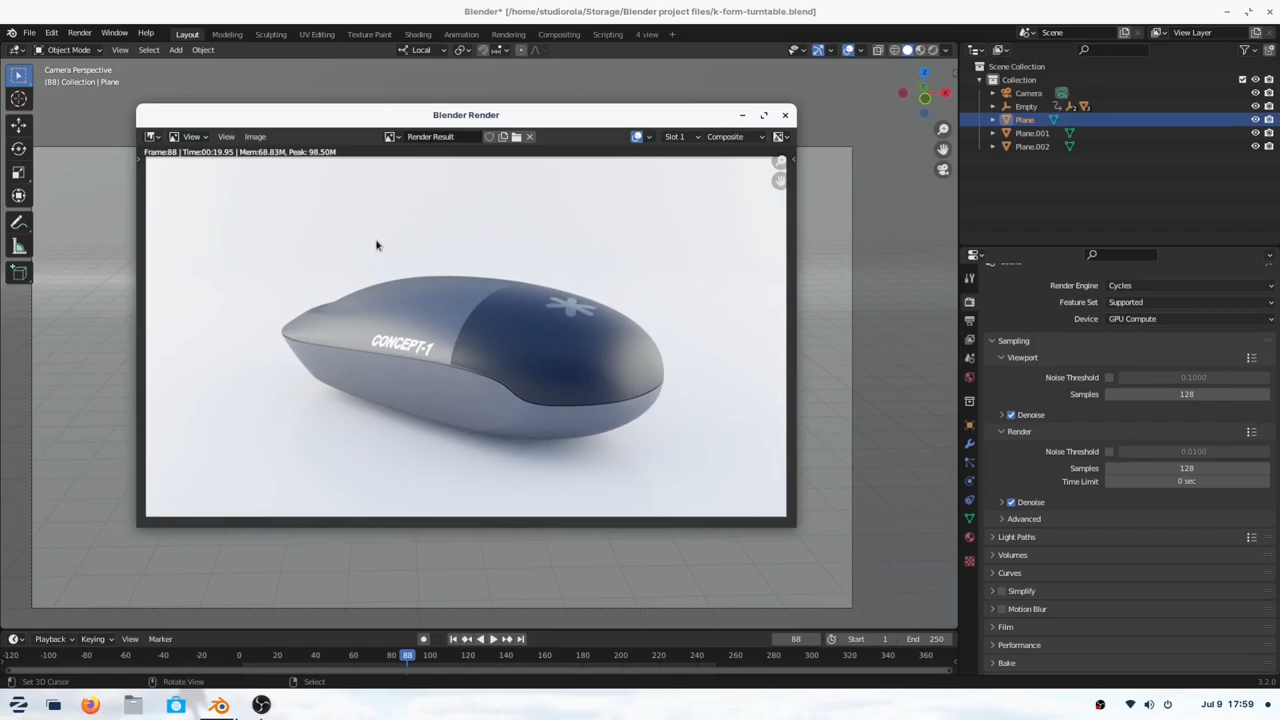 Blender* [/home/studiorola/Storage/Blender project files/k-form-turntable.blend]
File Edit Render Window Help Layout Modeling Sculpting UV Editing Texture Paint Shading Animation Rendering Compositing Scripting 4 view + Scene View Layer
Object Mode View Select Add Object Local
Camera Perspective
(88) Collection | Plane
Z
X
Scene Collection
Collection
Camera
Empty 2 3
Plane
Plane.001
Plane.002
Blender Render
View View Image Render Result Slot 1 Composite
Frame:88 | Time:00:19.95 | Mem:68.83M, Peak: 98.50M
CONCEPT-1
Render Engine Cycles
Feature Set Supported
Device GPU Compute
Sampling
Viewport
Noise Threshold 0.1000
Samples 128
Denoise
Render
Noise Threshold 0.0100
Samples 128
Time Limit 0 sec
Denoise
Advanced
Light Paths
Volumes
Curves
Simplify
Motion Blur
Film
Performance
Bake
Playback Keying View Marker 88 Start 1 End 250
-120 -100 -80 -60 -40 -20 0 20 40 60 80 88 100 120 140 160 180 200 220 240 260 280 300 320 340 360
Set 3D Cursor Rotate View Select 3.2.0
Jul 9 17:59